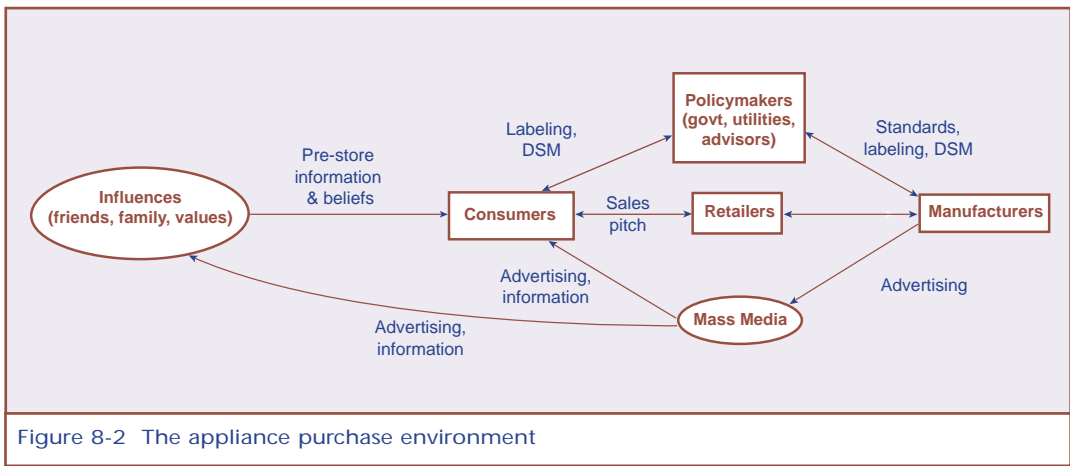 Policymakers
(govt, utilities,
advisors)
Labeling,
DSM
Standards,
labeling, DSM
Pre-store
information
& beliefs
Influences
(friends, family, values)
Consumers
Sales
pitch
Retailers
Manufacturers
Advertising,
information
Advertising
Mass Media
Advertising,
information
Figure 8-2 The appliance purchase environment